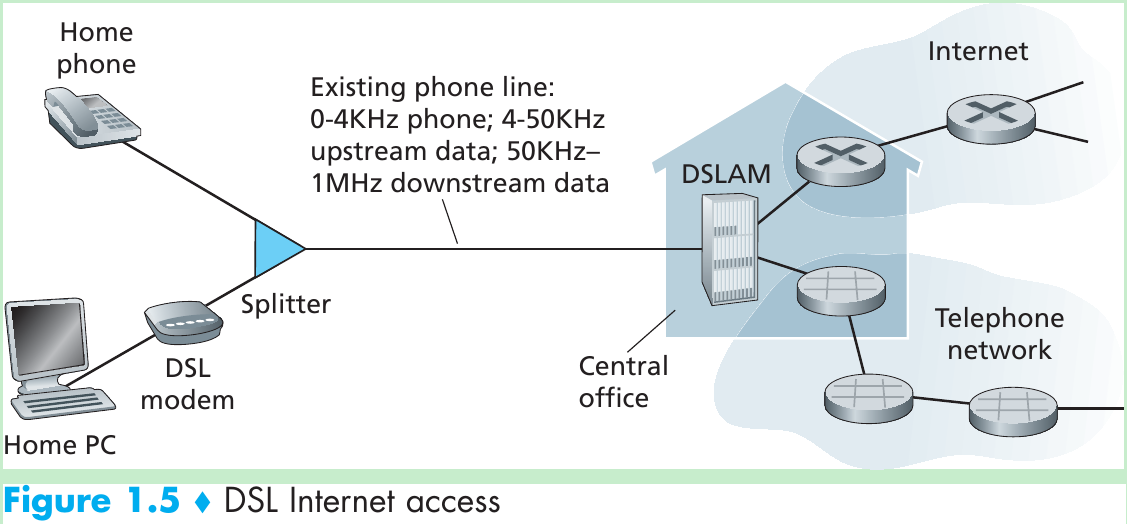 Home
phone
Existing phone line:
0-4KHz phone; 4-50KHz
upstream data; 50KHz–
1MHz downstream data
Internet
DSLAM
Splitter
DSL
modem
Home PC
Central
office
Telephone
network
Figure 1.5 ♦ DSL Internet access